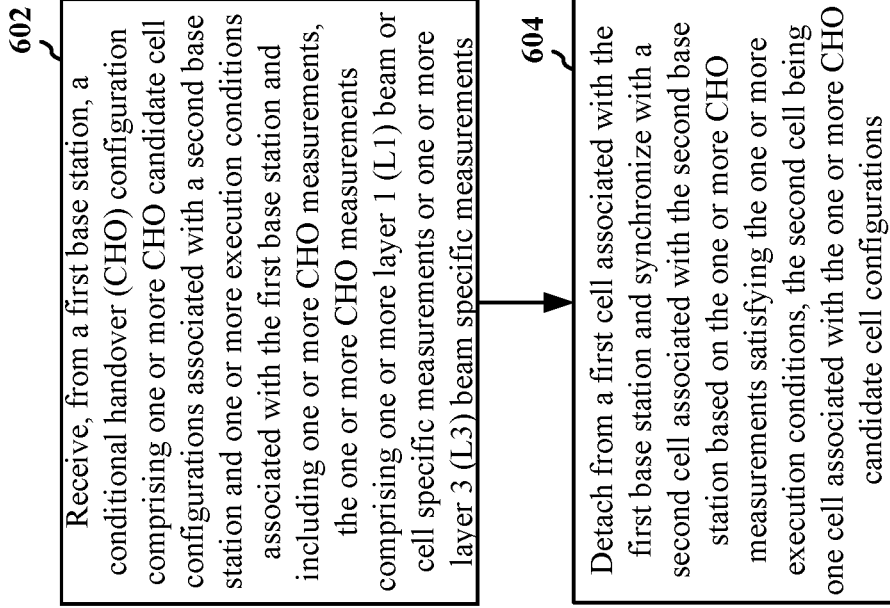 602
Receive, from a first base station, a
conditional handover (CHO) configuration
comprising one or more CHO candidate cell
configurations associated with a second base
station and one or more execution conditions
associated with the first base station and
including one or more CHO measurements,
the one or more CHO measurements
comprising one or more layer 1 (L1) beam or
cell specific measurements or one or more
layer 3 (L3) beam specific measurements
604
Detach from a first cell associated with the
first base station and synchronize with a
second cell associated with the second base
station based on the one or more CHO
measurements satisfying the one or more
execution conditions, the second cell being
one cell associated with the one or more CHO
candidate cell configurations